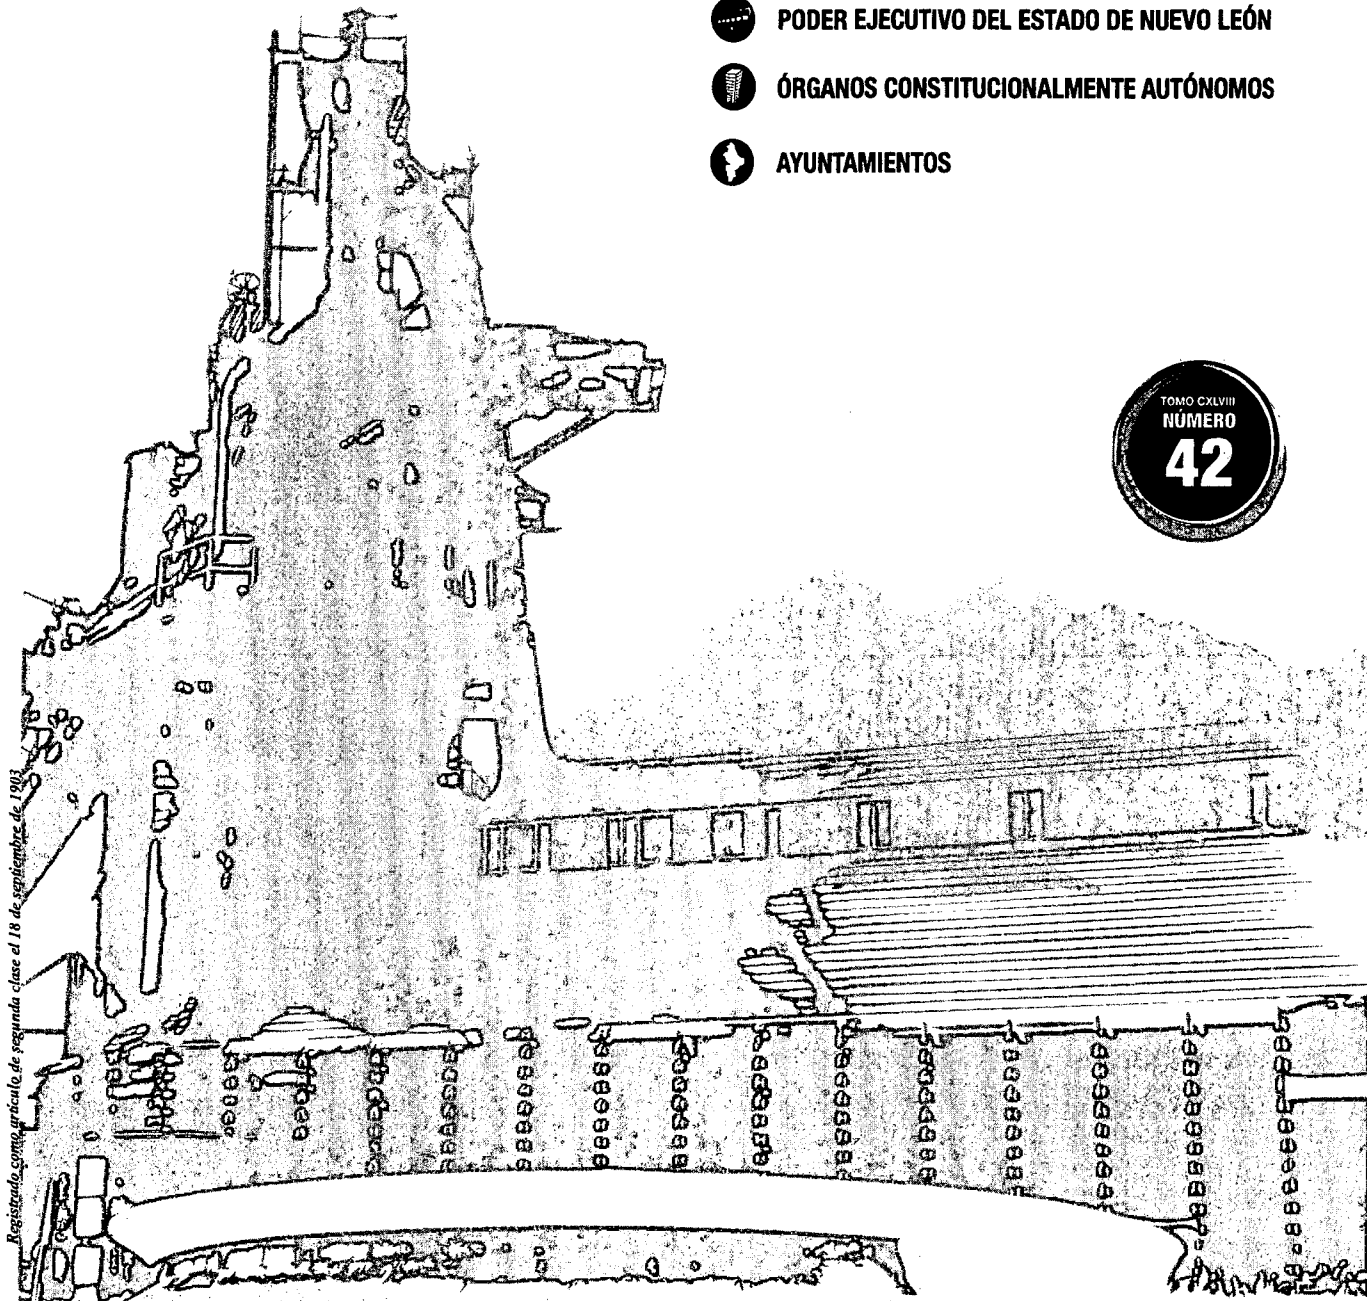 PODER EJECUTIVO DEL ESTADO DE NUEVO LEÓN
ÓRGANOS CONSTITUCIONALMENTE AUTÓNOMOS
AYUNTAMIENTOS
TOMO CXLVIII
NÚMERO
42
Registrado como artículo de segunda clase el 18 de septiembre de 1903